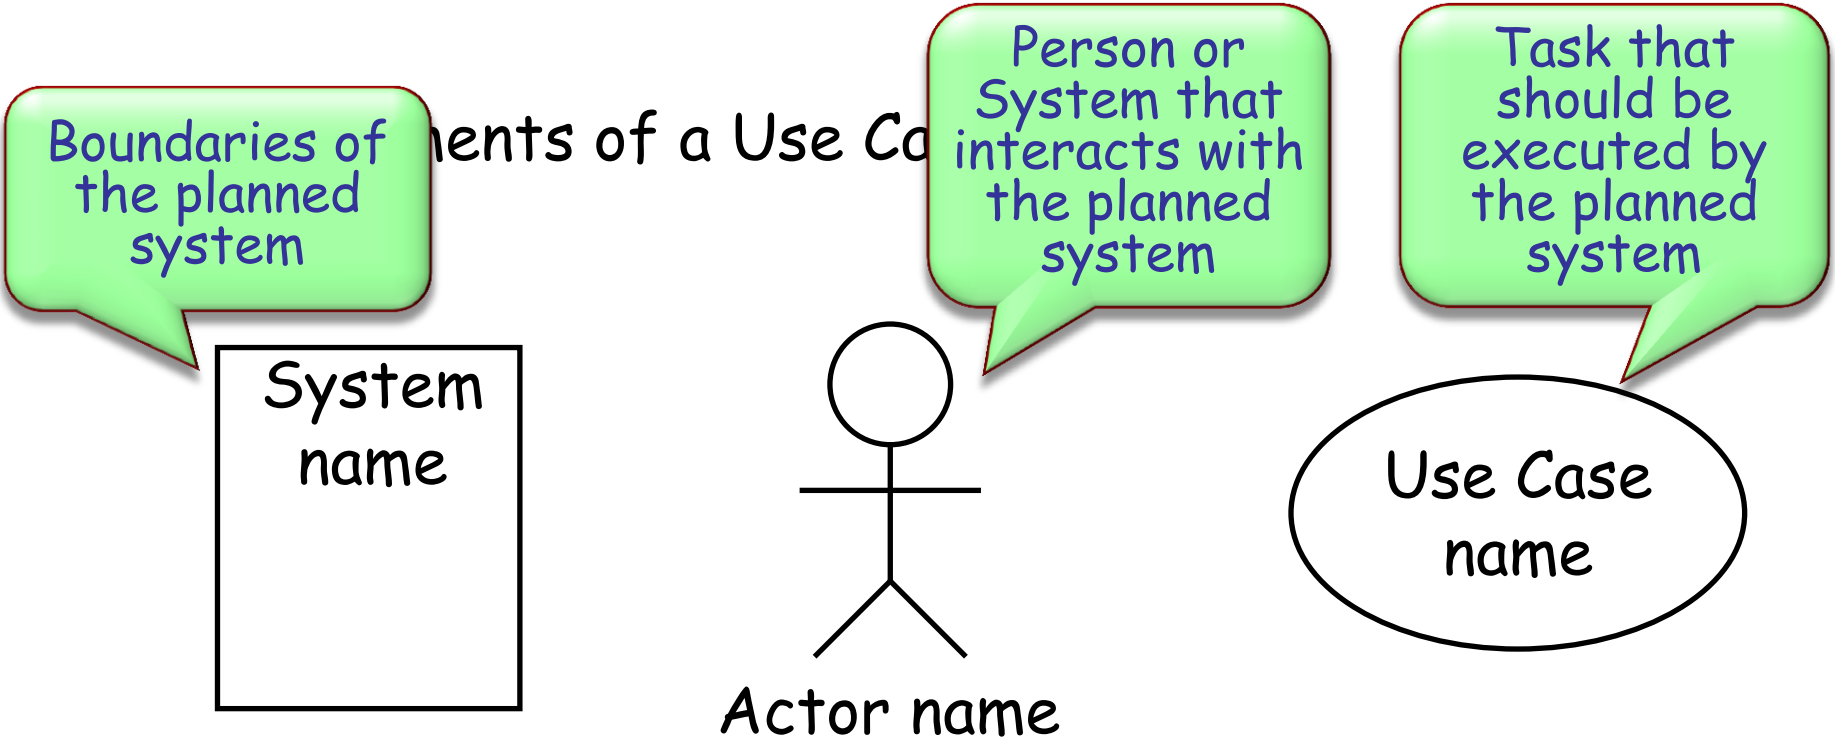 Boundaries of
the planned
system
ents of a Use Ca
Person or
System that
interacts with
the planned
system
Task that
should be
executed by
the planned
system
System
name
Actor name
Use Case
name